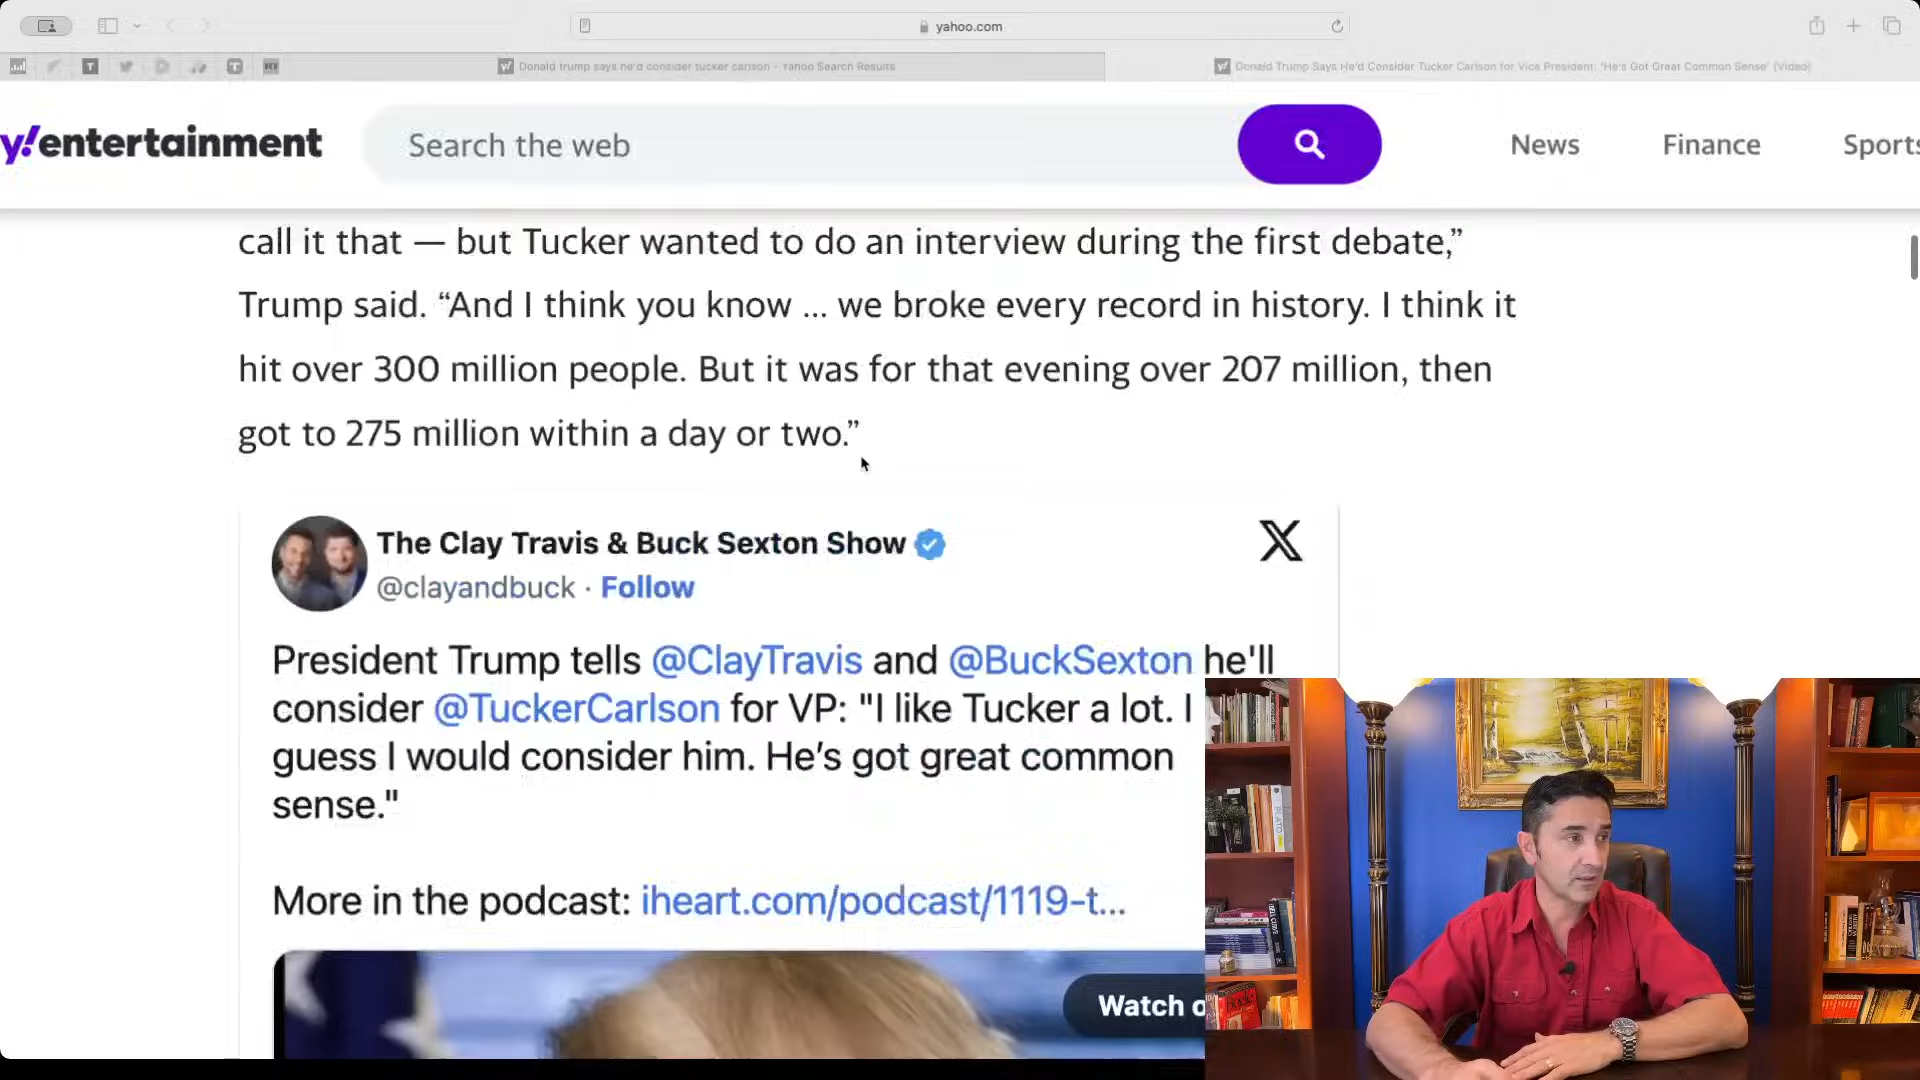 yahoo.com
Donald trump says he'd consider tucker carlson - Yahoo Search Results
Donald Trump Says He'd Consider Tucker Carlson for Vice President: 'He's Got Great Common Sense' (Video)
y!entertainment
Search the web
News
Finance
Sports
call it that — but Tucker wanted to do an interview during the first debate,”
Trump said. “And I think you know … we broke every record in history. I think it
hit over 300 million people. But it was for that evening over 207 million, then
got to 275 million within a day or two.”
The Clay Travis & Buck Sexton Show
@clayandbuck · Follow
President Trump tells @ClayTravis and @BuckSexton he'll
consider @TuckerCarlson for VP: "I like Tucker a lot. I
guess I would consider him. He’s got great common
sense."
More in the podcast: iheart.com/podcast/1119-t...
Watch o
PLATO